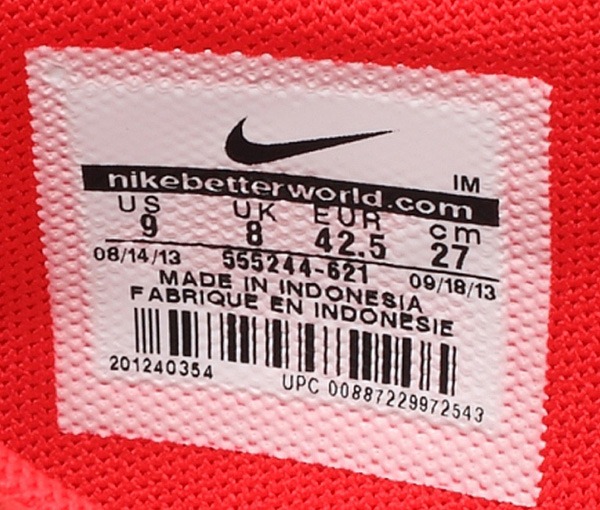 IM
nikebetterworld.com
US UK EUR cm
9 8 42.5 27
08/14/13 555244-621 09/18/13
MADE IN INDONESIA
FABRIQUE EN INDONESIE
201240354 UPC 00887229972543